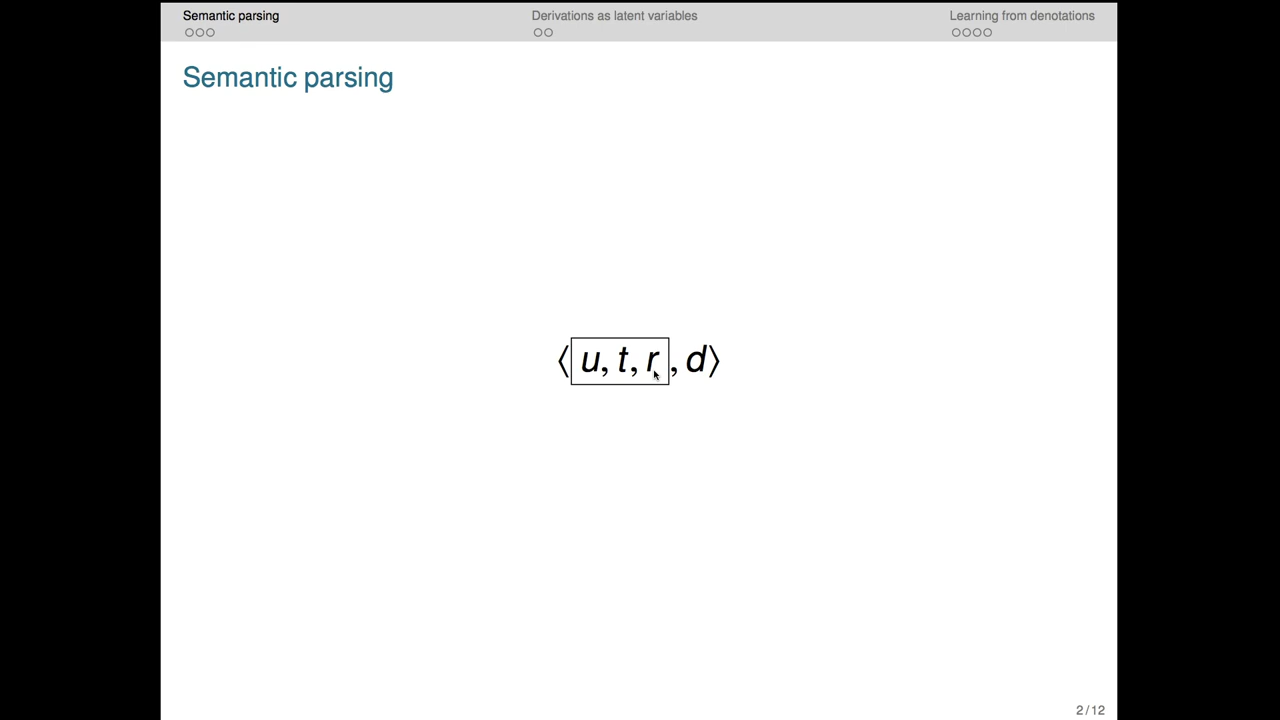 Semantic parsing
Derivations as latent variables
Learning from denotations
Semantic parsing
⟨u, t, r, d⟩
2 / 12